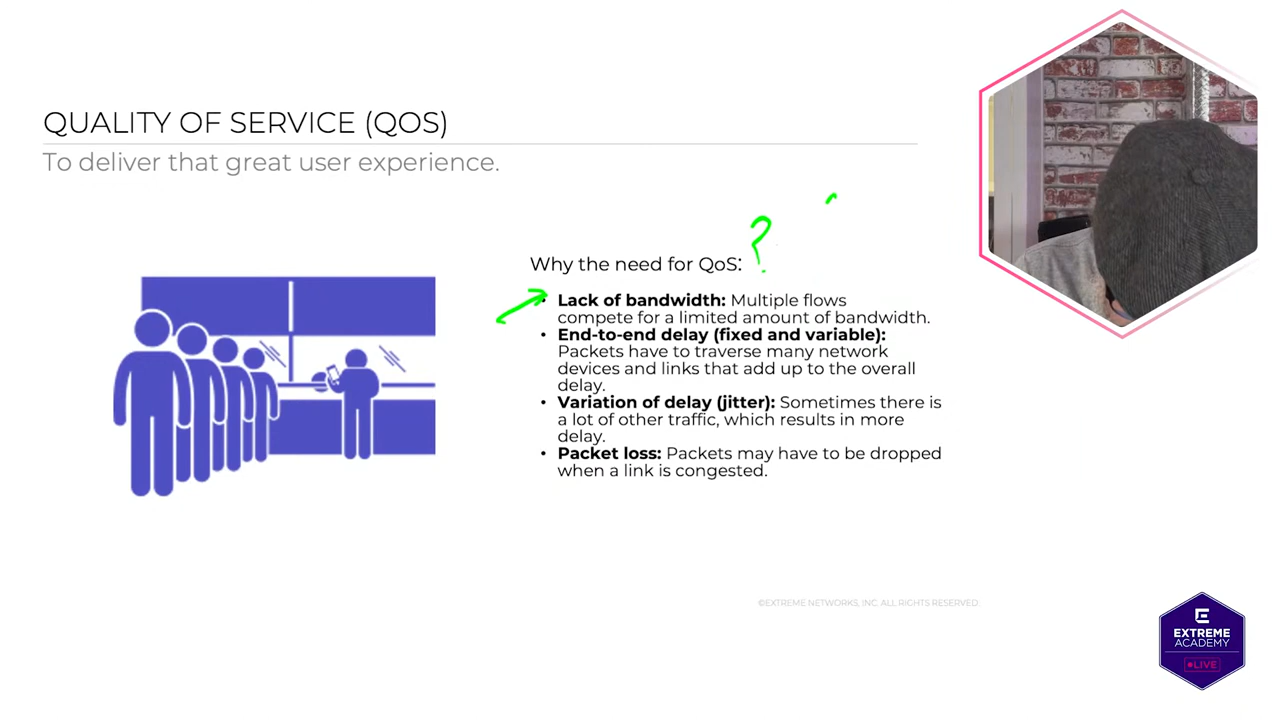 QUALITY OF SERVICE (QOS)
To deliver that great user experience.
?
Why the need for QoS:
• Lack of bandwidth: Multiple flows
compete for a limited amount of bandwidth.
• End-to-end delay (fixed and variable):
Packets have to traverse many network
devices and links that add up to the overall
delay.
• Variation of delay (jitter): Sometimes there is
a lot of other traffic, which results in more
delay.
• Packet loss: Packets may have to be dropped
when a link is congested.
©EXTREME NETWORKS, INC. ALL RIGHTS RESERVED.
E
EXTREME
ACADEMY
LIVE